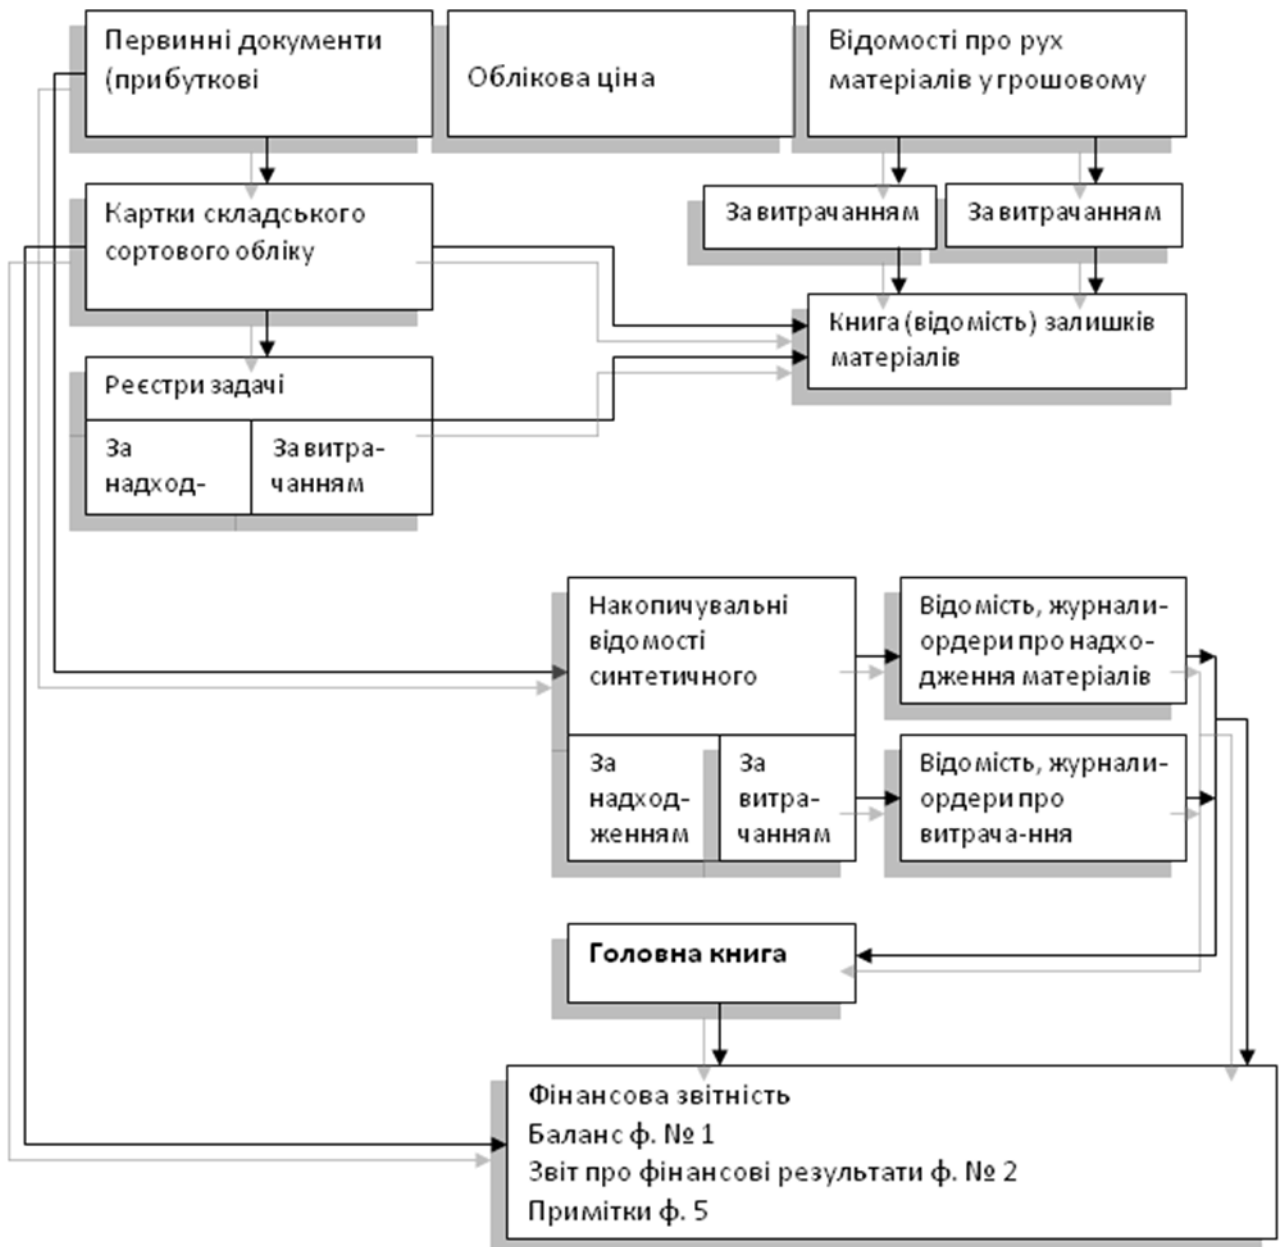 Первинні документи
(прибуткові
Облікова ціна
Відомості про рух
матеріалів у грошовому
Картки складського
сортового обліку
За витрачанням
За витрачанням
Книга (відомість) залишків
матеріалів
Реєстри задачі
За
надход-
За витра-
чанням
Накопичувальні
відомості
синтетичного
За
надход-
женням
За
витра-
чанням
Відомість, журнали-
ордери про надхо-
дження матеріалів
Відомість, журнали-
ордери про
витрача-ння
Головна книга
Фінансова звітність
Баланс ф. № 1
Звіт про фінансові результати ф. № 2
Примітки ф. 5